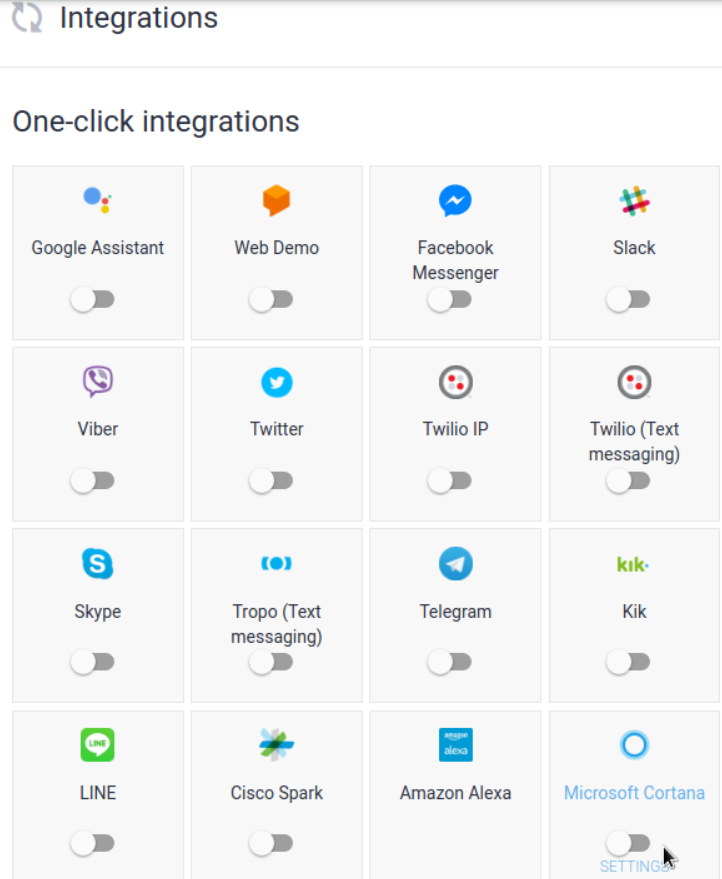 Integrations
One-click integrations
Google Assistant
Web Demo
Facebook
Messenger
Slack
Viber
Twitter
Twilio IP
Twilio (Text
messaging)
S
Skype
Tropo (Text
messaging)
Telegram
kik
Kik
LINE
LINE
Cisco Spark
amazon
alexa
Amazon Alexa
Microsoft Cortana
SETTINGS